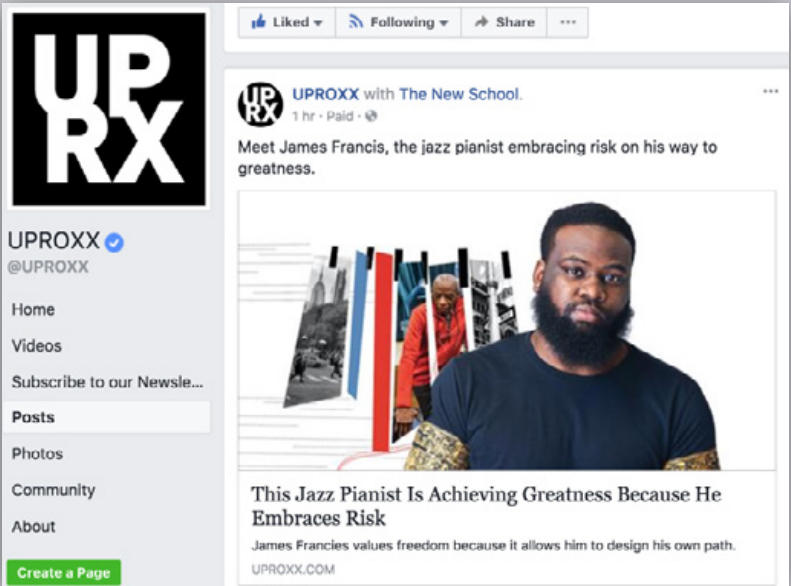 UP
RX
UPROXX
@UPROXX
Home
Videos
Subscribe to our Newsle...
Posts
Photos
Community
About
Create a Page
Liked
Following
Share
UP
RX
UPROXX with The New School.
1 hr · Paid ·
Meet James Francis, the jazz pianist embracing risk on his way to
greatness.
This Jazz Pianist Is Achieving Greatness Because He
Embraces Risk
James Francies values freedom because it allows him to design his own path.
UPROXX.COM